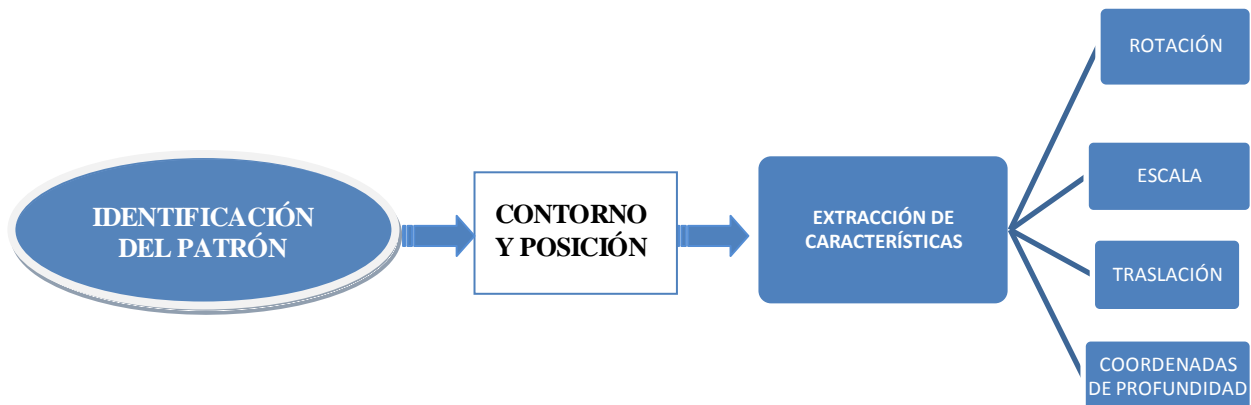 IDENTIFICACIÓN
DEL PATRÓN
CONTORNO
Y POSICIÓN
EXTRACCIÓN DE
CARACTERÍSTICAS
ROTACIÓN
ESCALA
TRASLACIÓN
COORDENADAS
DE PROFUNDIDAD